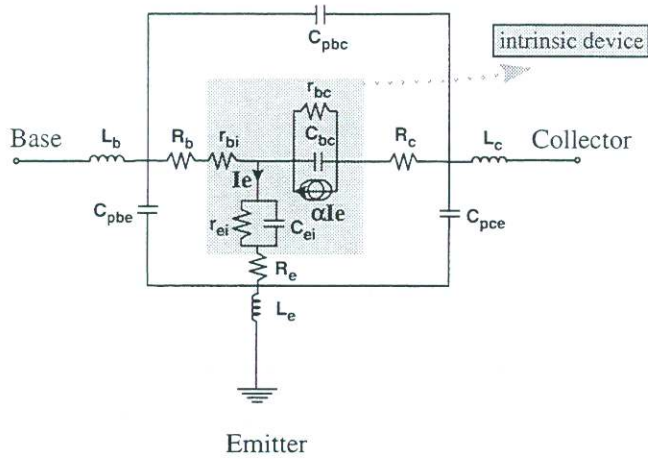 C_pbc
intrinsic device
r_bc
Base
L_b
R_b
r_bi
C_bc
R_c
L_c
Collector
Ie
αIe
C_pbe
r_ei
C_ei
C_pce
R_e
L_e
Emitter